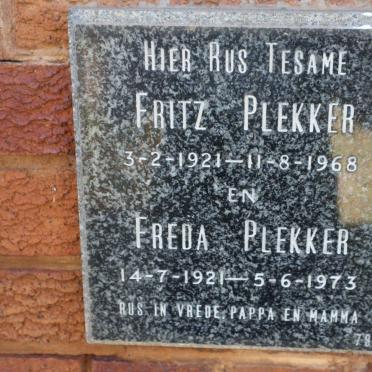 HIER RUS TESAME
FRITZ PLEKKER
3-2-1921—11-8-1968
EN
FREDA PLEKKER
14-7-1921—5-6-1973
RUS IN VREDE, PAPPA EN MAMMA